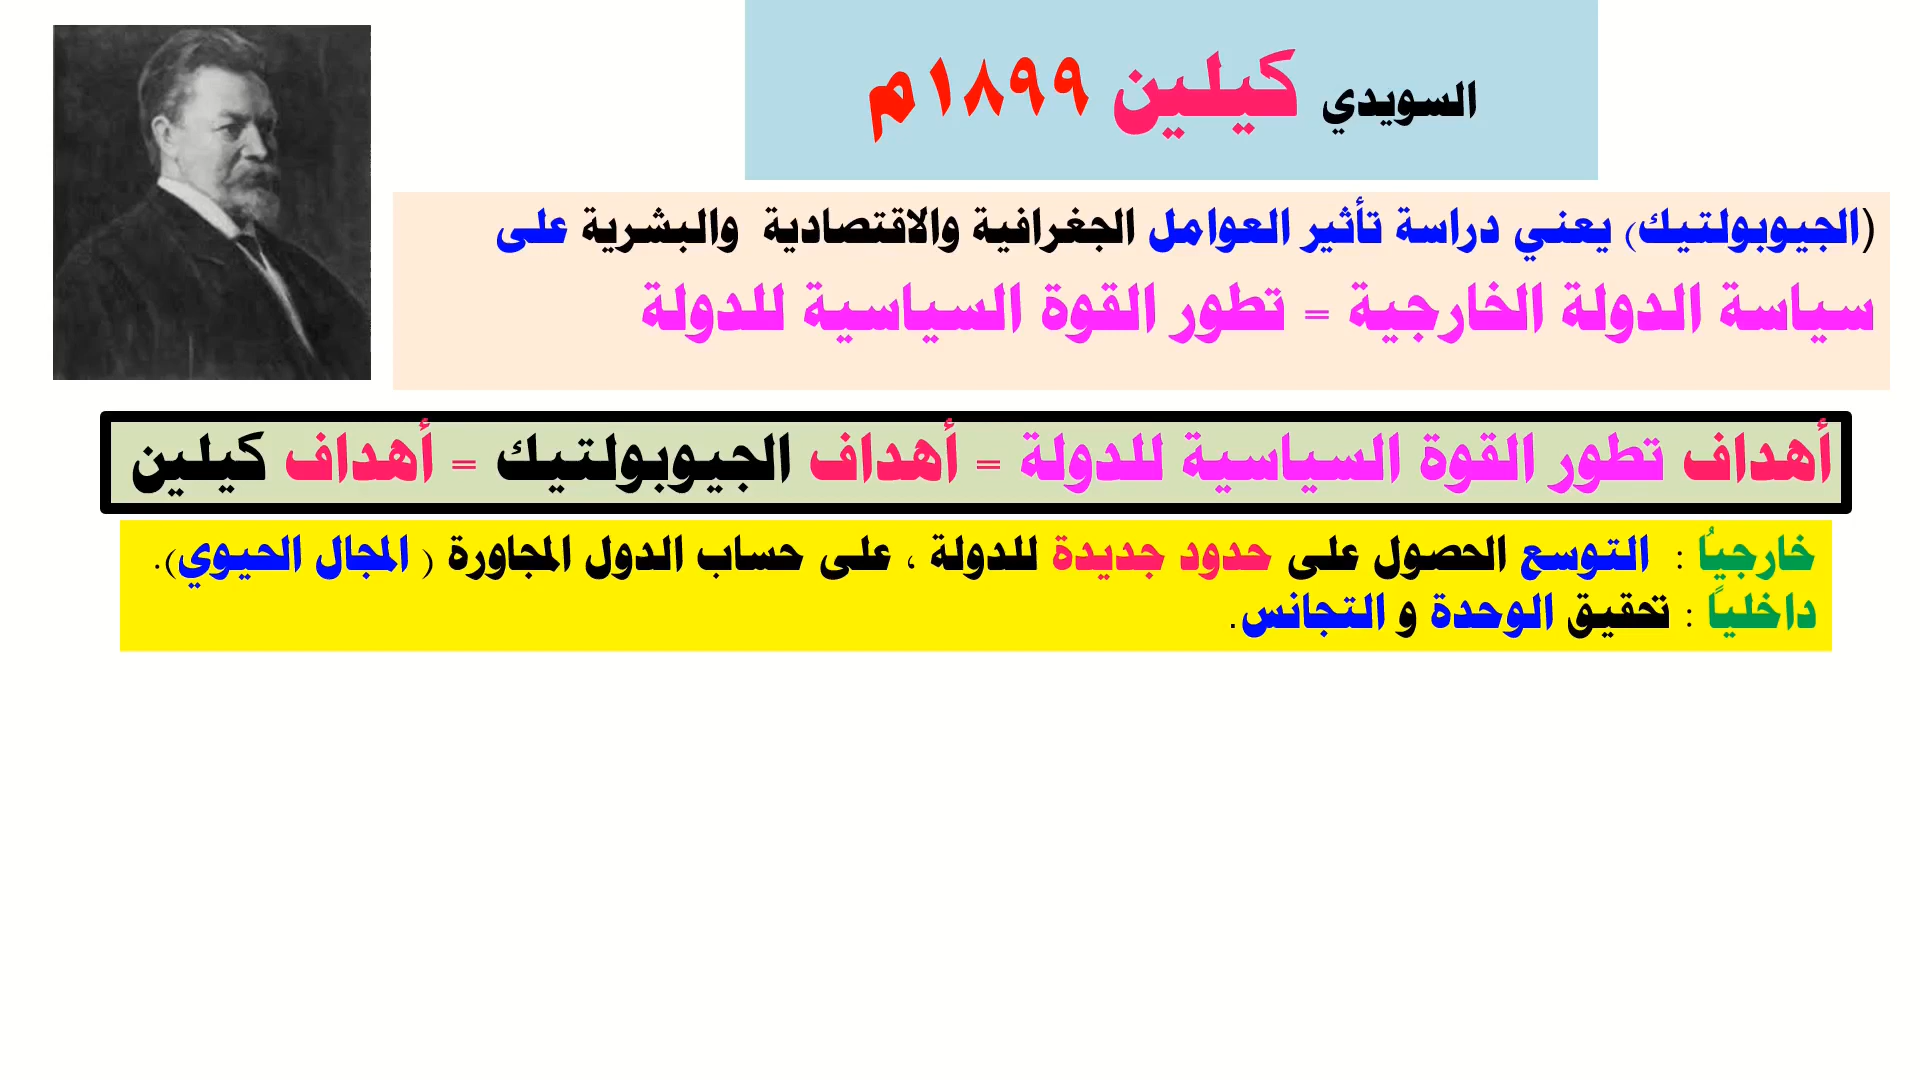 السويدي كيلين ١٨٩٩م
(الجيوبولتيك) يعني دراسة تأثير العوامل الجغرافية والاقتصادية والبشرية على
سياسة الدولة الخارجية = تطور القوة السياسية للدولة
أهداف تطور القوة السياسية للدولة = أهداف الجيوبولتيك = أهداف كيلين
خارجياُ : التوسع الحصول على حدود جديدة للدولة ، على حساب الدول المجاورة ( المجال الحيوي).
داخلياً : تحقيق الوحدة و التجانس.